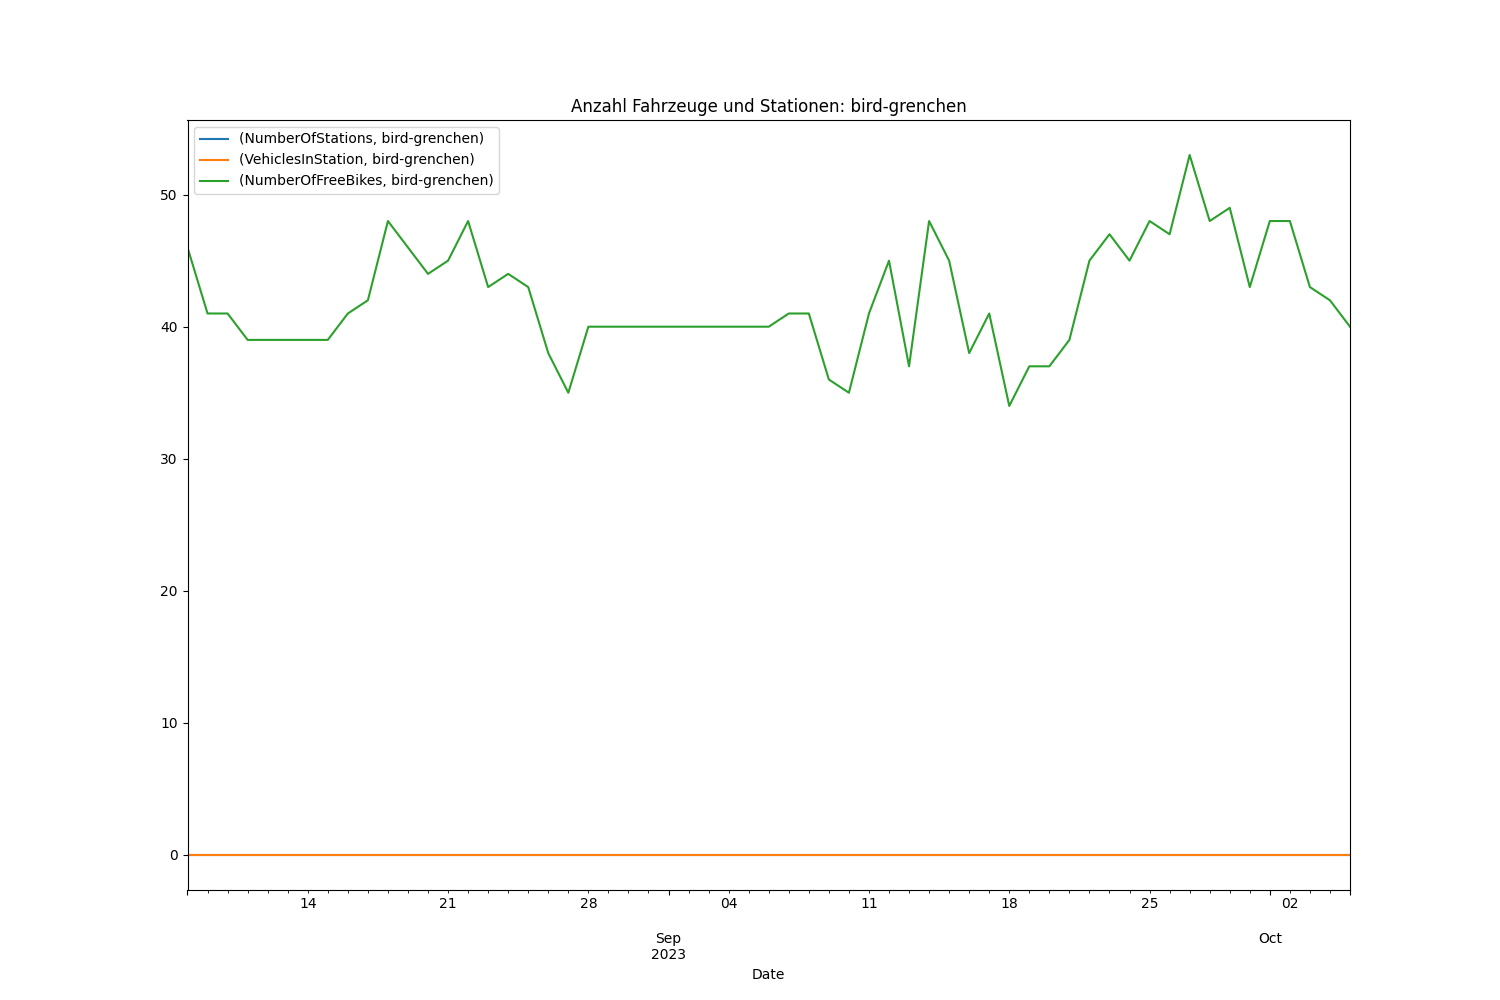 Anzahl Fahrzeuge und Stationen: bird-grenchen
(NumberOfStations, bird-grenchen)
(VehiclesInStation, bird-grenchen)
(NumberOfFreeBikes, bird-grenchen)
50
40
30
20
10
0
14 21 28 04 11 18 25 02
Sep Oct
2023
Date